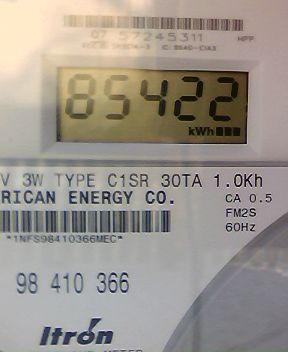 07 57245311 HPP
85422
kWh
V 3W TYPE C1SR 30TA 1.0Kh
RICAN ENERGY CO. CA 0.5
FM2S
*1NFS98410366MEC* 60Hz
98 410 366
Itron